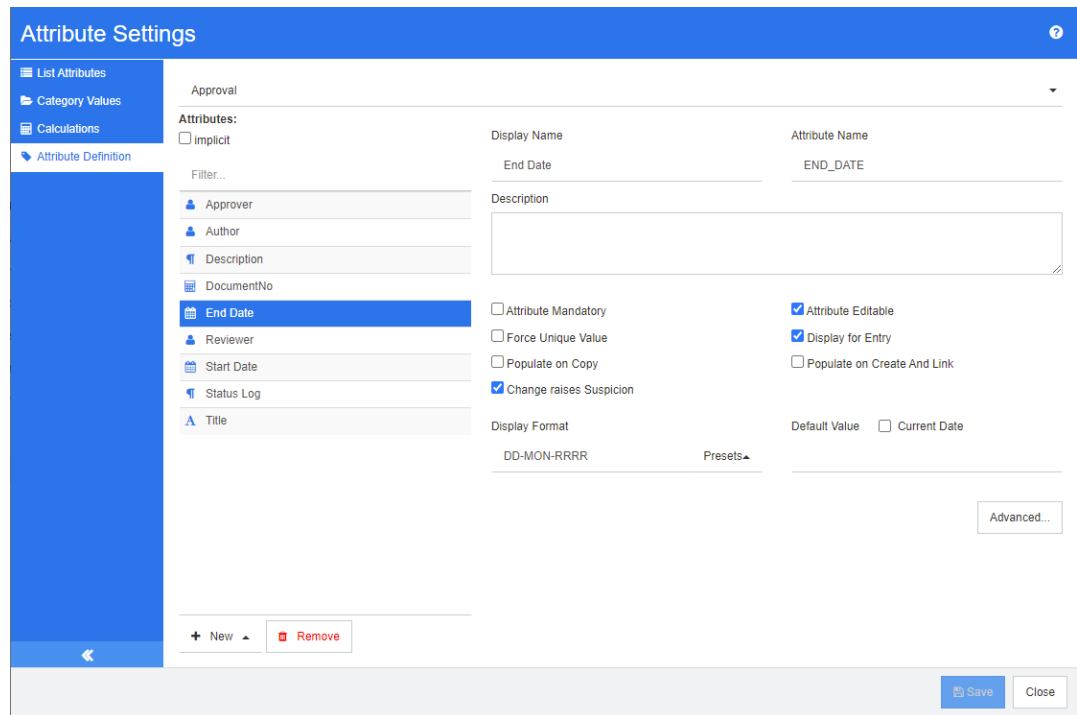 Attribute Settings
List Attributes
Category Values
Calculations
Attribute Definition
Approval
Attributes:
implicit
Filter...
Approver
Author
Description
DocumentNo
End Date
Reviewer
Start Date
Status Log
Title
New
Remove
Display Name
Attribute Name
End Date
END_DATE
Description
Attribute Mandatory
Attribute Editable
Force Unique Value
Display for Entry
Populate on Copy
Populate on Create And Link
Change raises Suspicion
Display Format
Default Value
Current Date
DD-MON-RRRR
Presets
Advanced...
Save
Close